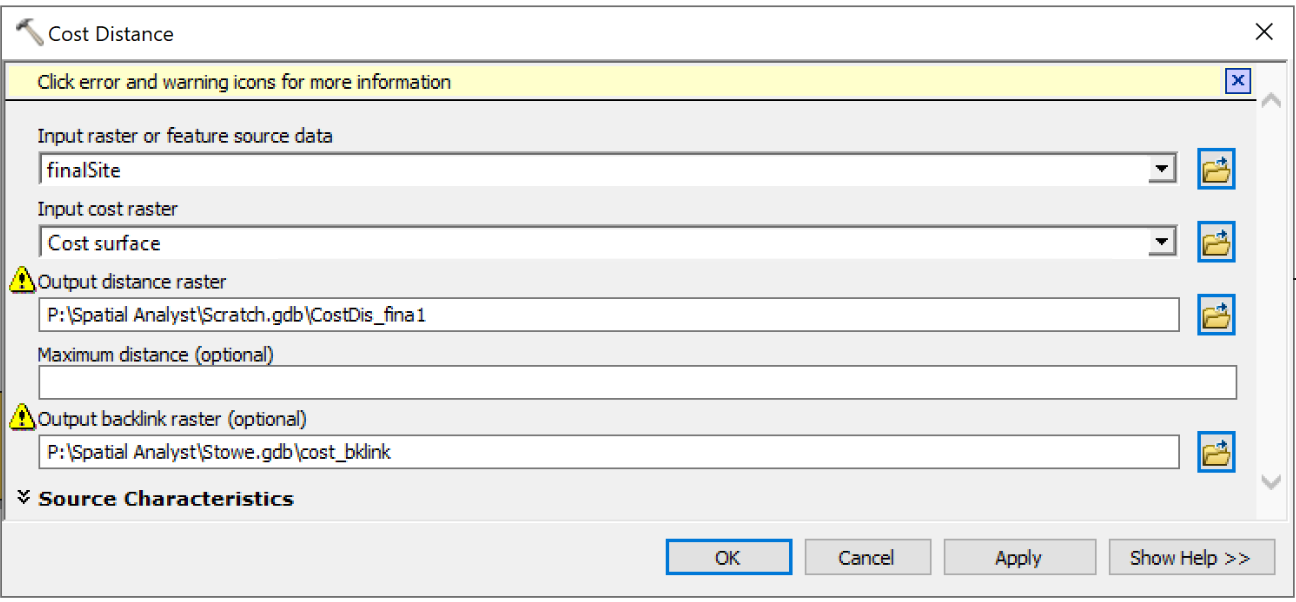 Cost Distance
Click error and warning icons for more information
Input raster or feature source data
finalSite
Input cost raster
Cost surface
Output distance raster
P:\Spatial Analyst\Scratch.gdb\CostDis_fina1
Maximum distance (optional)
Output backlink raster (optional)
P:\Spatial Analyst\Stowe.gdb\cost_bklink
Source Characteristics
OK Cancel Apply Show Help >>